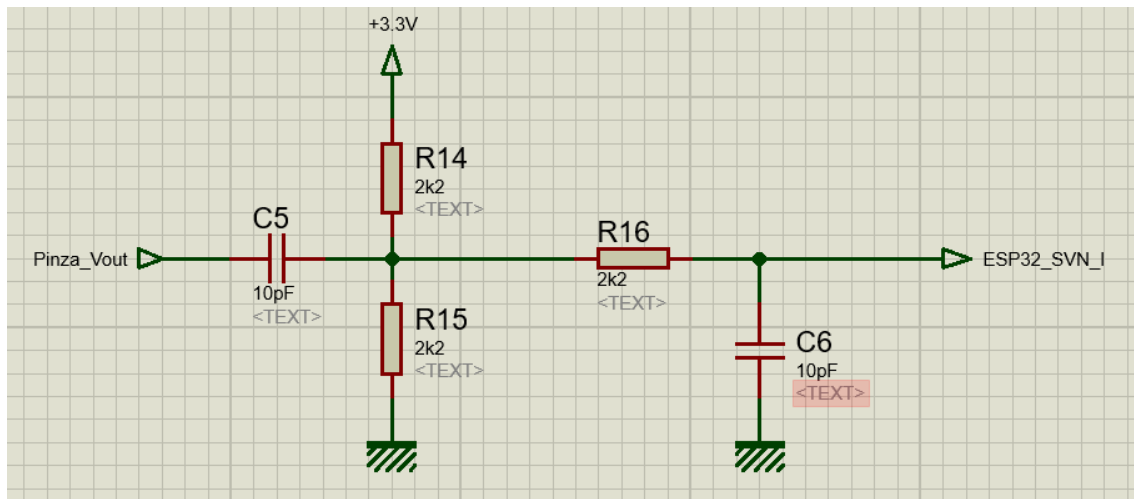 +3.3V
R14
2k2
<TEXT>
C5
Pinza_Vout
10pF
<TEXT>
R15
2k2
<TEXT>
R16
2k2
<TEXT>
ESP32_SVN_I
C6
10pF
<TEXT>